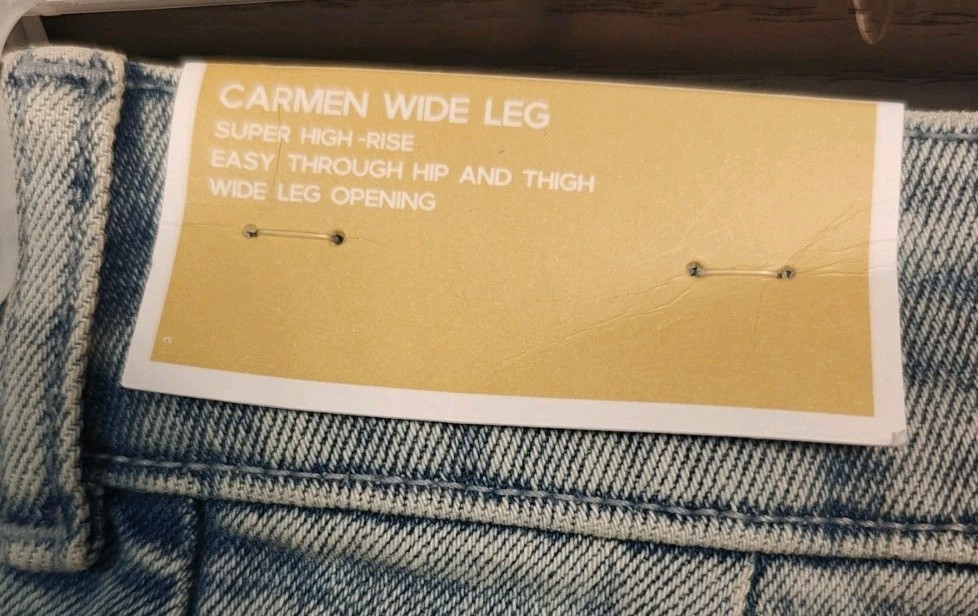 CARMEN WIDE LEG
SUPER HIGH-RISE
EASY THROUGH HIP AND THIGH
WIDE LEG OPENING